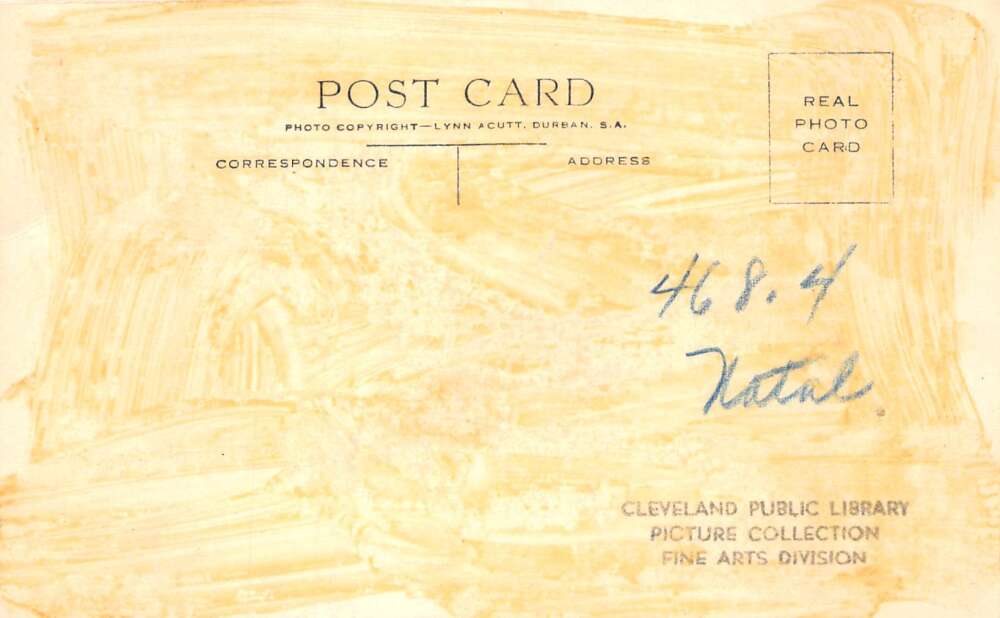 POST CARD
PHOTO COPYRIGHT—LYNN ACUTT. DURBAN. S.A.
CORRESPONDENCE
ADDRESS
REAL
PHOTO
CARD
468.4
Natal.
CLEVELAND PUBLIC LIBRARY
PICTURE COLLECTION
FINE ARTS DIVISION